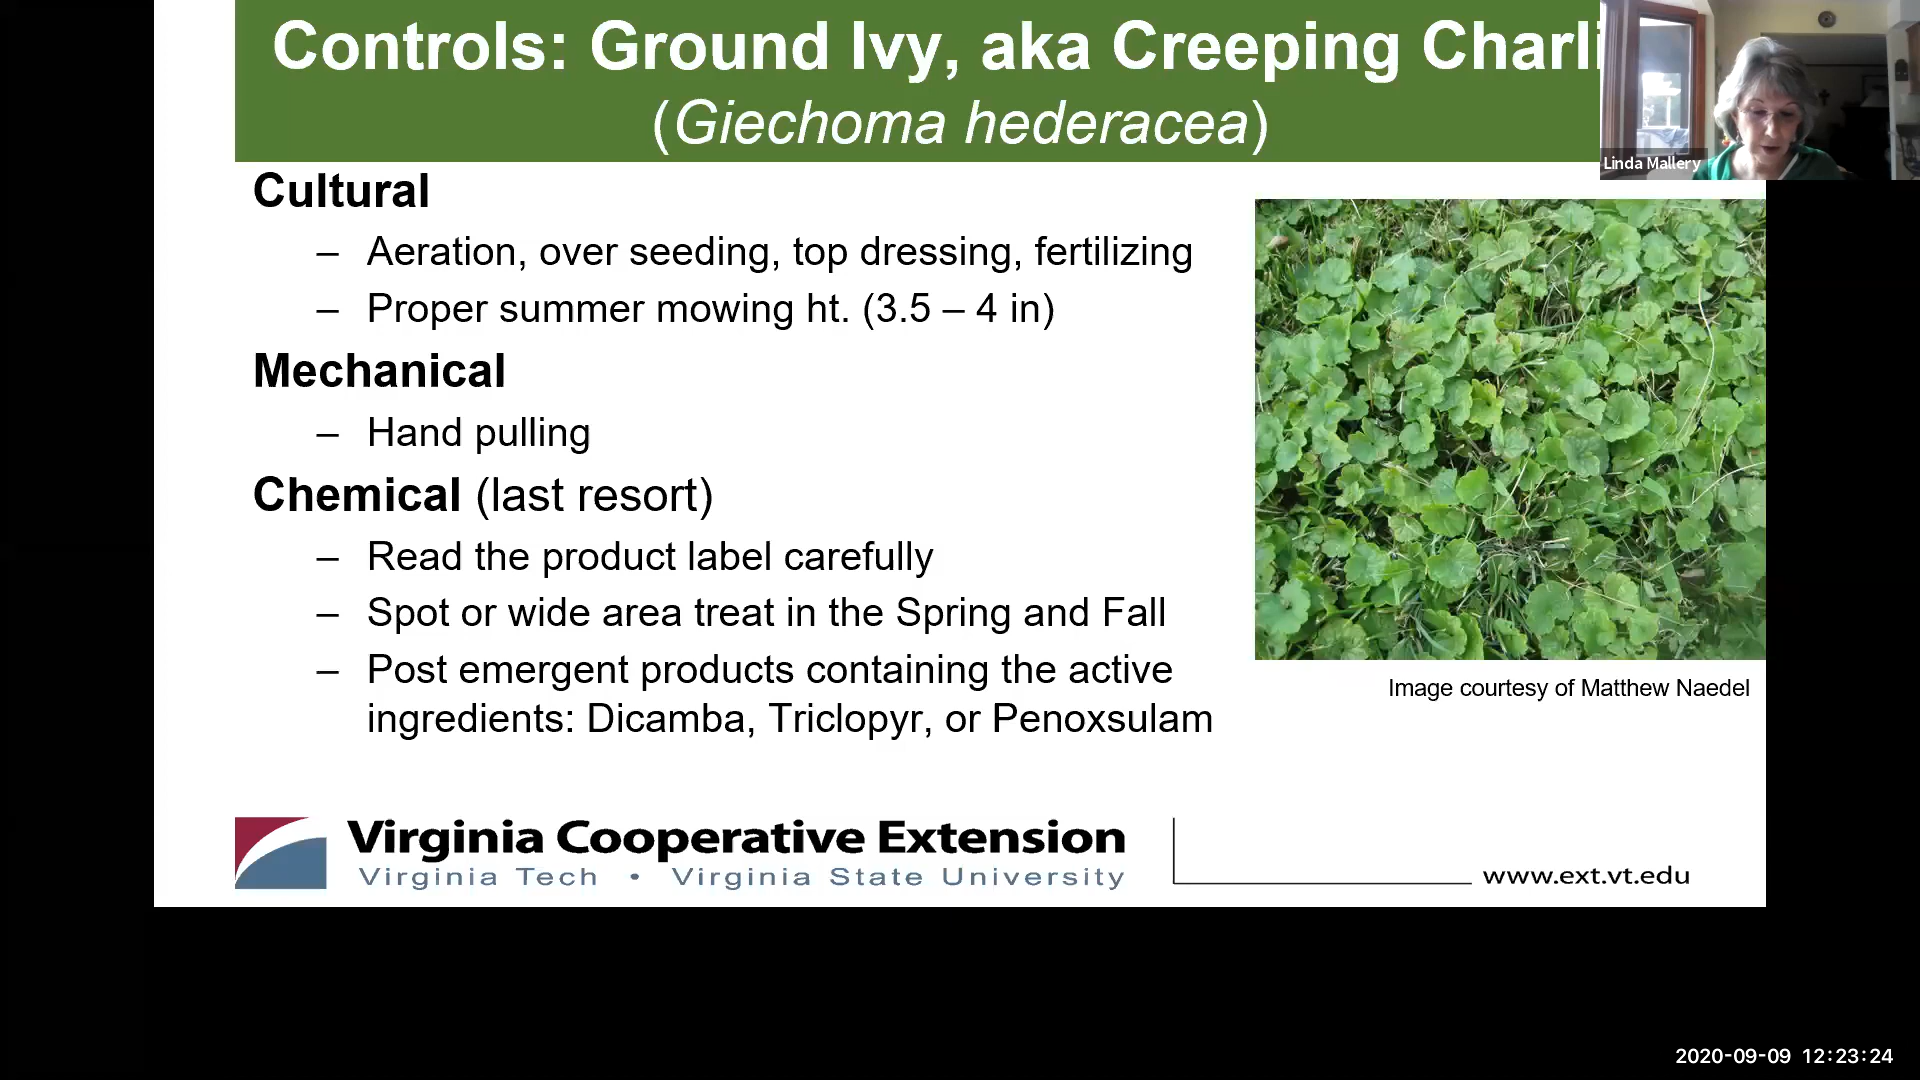 Controls: Ground Ivy, aka Creeping Charli
(Giechoma hederacea)
Linda Mallery
Cultural
– Aeration, over seeding, top dressing, fertilizing
– Proper summer mowing ht. (3.5 – 4 in)
Mechanical
– Hand pulling
Chemical (last resort)
– Read the product label carefully
– Spot or wide area treat in the Spring and Fall
– Post emergent products containing the active
ingredients: Dicamba, Triclopyr, or Penoxsulam
Image courtesy of Matthew Naedel
Virginia Cooperative Extension
Virginia Tech • Virginia State University
www.ext.vt.edu
2020-09-09 12:23:24